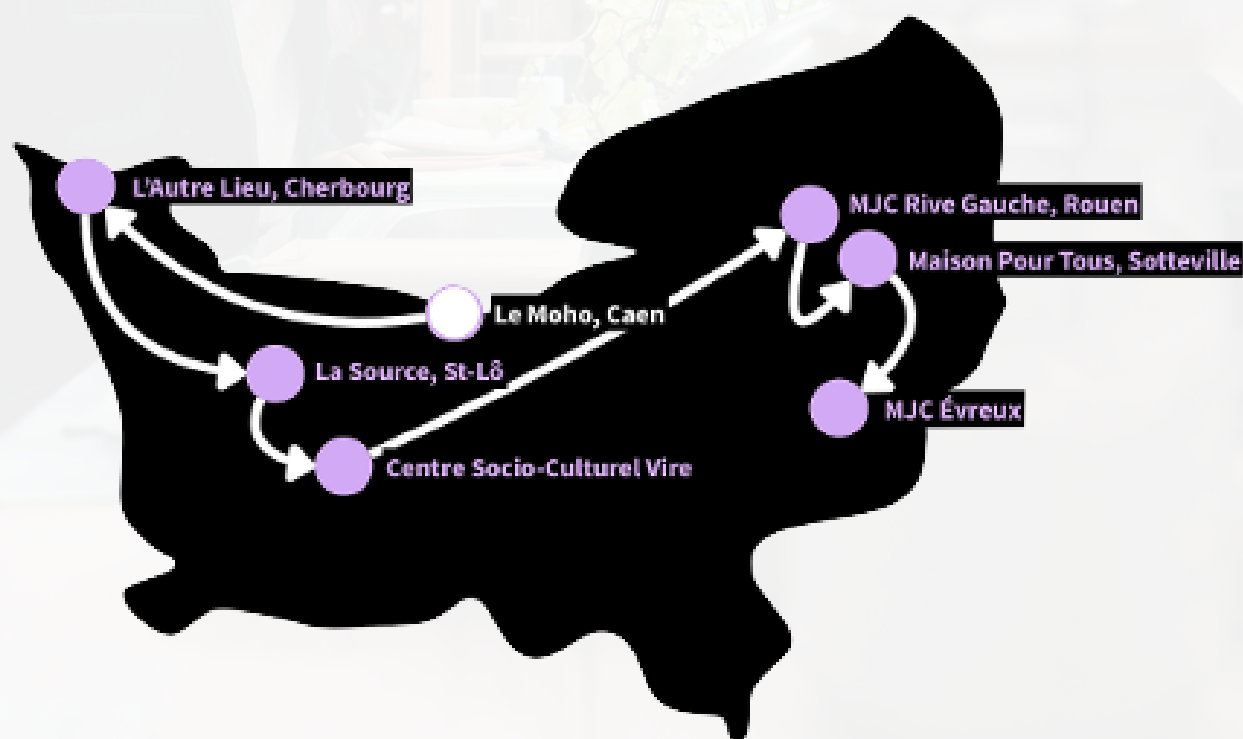 L'Autre Lieu, Cherbourg
MJC Rive Gauche, Rouen
Maison Pour Tous, Sotteville
Le Moho, Caen
La Source, St-Lô
MJC Évreux
Centre Socio-Culturel Vire